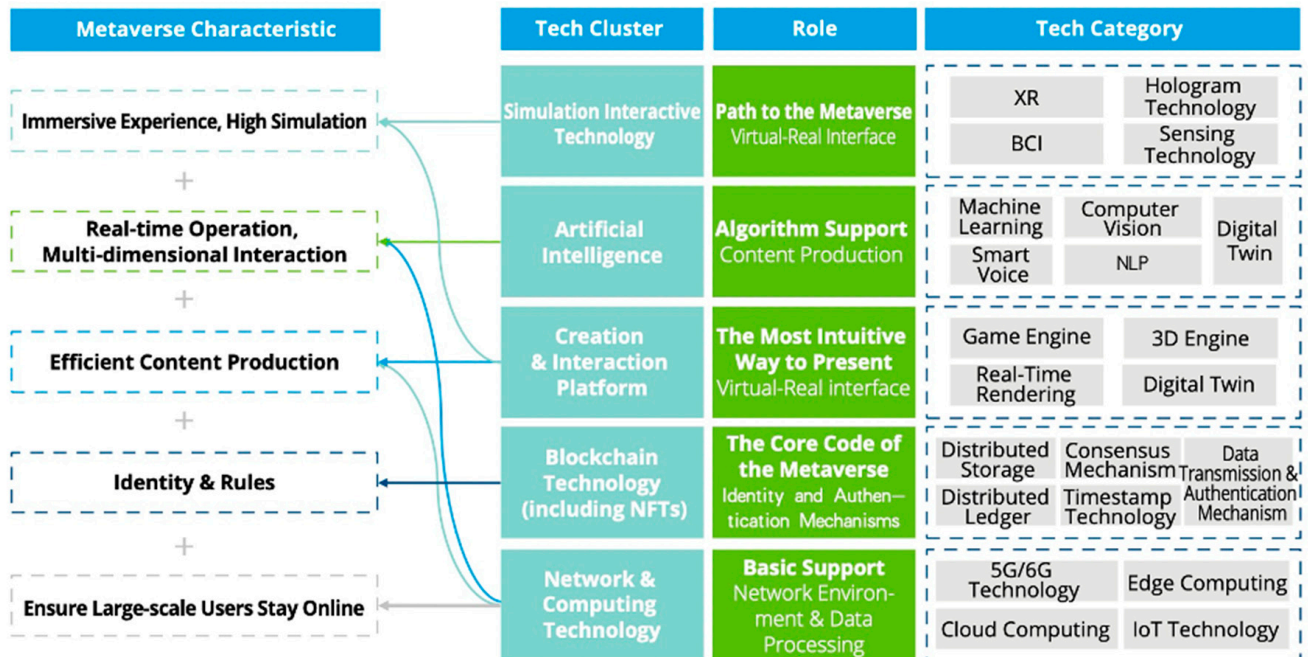 Metaverse Characteristic
Tech Cluster
Role
Tech Category
Immersive Experience, High Simulation
Simulation Interactive
Technology
Path to the Metaverse
Virtual-Real Interface
XR
Hologram
Technology
BCI
Sensing
Technology
+
Real-time Operation,
Multi-dimensional Interaction
Artificial
Intelligence
Algorithm Support
Content Production
Machine
Learning
Computer
Vision
Digital
Twin
Smart
Voice
NLP
+
Efficient Content Production
Creation
& Interaction
Platform
The Most Intuitive
Way to Present
Virtual-Real interface
Game Engine
3D Engine
Real-Time
Rendering
Digital Twin
+
Identity & Rules
Blockchain
Technology
(including NFTs)
The Core Code of
the Metaverse
Identity and Authen-
tication Mechanisms
Distributed
Storage
Consensus
Mechanism
Data
Transmission &
Authentication
Mechanism
Distributed
Ledger
Timestamp
Technology
+
Ensure Large-scale Users Stay Online
Network &
Computing
Technology
Basic Support
Network Environ-
ment & Data
Processing
5G/6G
Technology
Edge Computing
Cloud Computing
IoT Technology